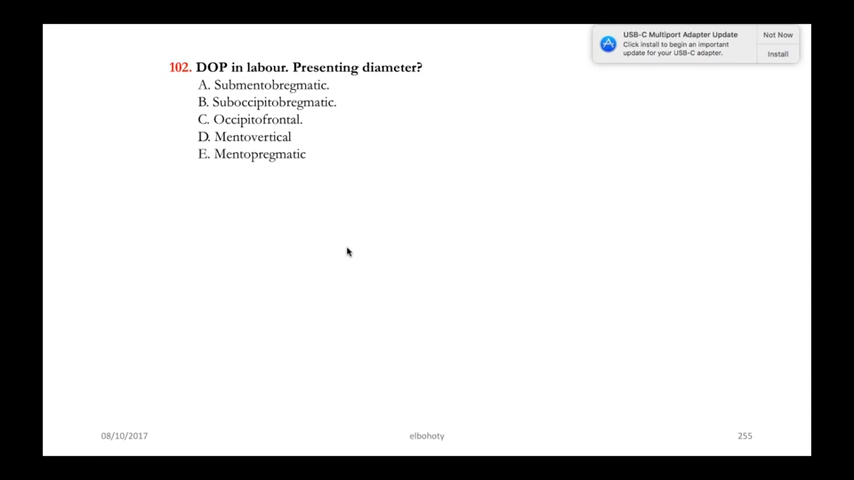 USB-C Multiport Adapter Update
Click install to begin an important
update for your USB-C adapter.
Not Now
Install
102. DOP in labour. Presenting diameter?
A. Submentobregmatic.
B. Suboccipitobregmatic.
C. Occipitofrontal.
D. Mentovertical
E. Mentopregmatic
08/10/2017
elbohoty
255